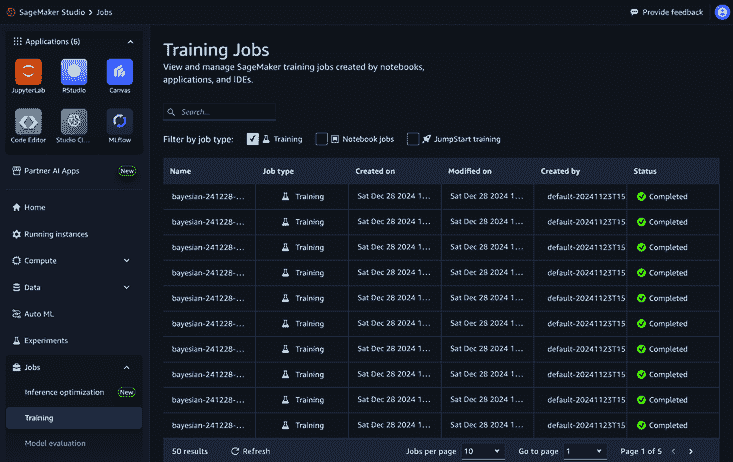 SageMaker Studio > Jobs
Provide feedback
Applications (6)
JupyterLab
RStudio
Canvas
Code Editor
Studio Cl...
MLflow
Partner AI Apps
New
Home
Running instances
Compute
Data
Auto ML
Experiments
Jobs
Inference optimization
New
Training
Model evaluation
Training Jobs
View and manage SageMaker training jobs created by notebooks,
applications, and IDEs.
Search...
Filter by job type: Training Notebook jobs JumpStart training
Name Job type Created on Modified on Created by Status
bayesian-241228-... Training Sat Dec 28 2024 1... Sat Dec 28 2024 1... default-20241123T15 Completed
bayesian-241228-... Training Sat Dec 28 2024 1... Sat Dec 28 2024 1... default-20241123T15 Completed
bayesian-241228-... Training Sat Dec 28 2024 1... Sat Dec 28 2024 1... default-20241123T15 Completed
bayesian-241228-... Training Sat Dec 28 2024 1... Sat Dec 28 2024 1... default-20241123T15 Completed
bayesian-241228-... Training Sat Dec 28 2024 1... Sat Dec 28 2024 1... default-20241123T15 Completed
bayesian-241228-... Training Sat Dec 28 2024 1... Sat Dec 28 2024 1... default-20241123T15 Completed
bayesian-241228-... Training Sat Dec 28 2024 1... Sat Dec 28 2024 1... default-20241123T15 Completed
bayesian-241228-... Training Sat Dec 28 2024 1... Sat Dec 28 2024 1... default-20241123T15 Completed
bayesian-241228-... Training Sat Dec 28 2024 1... Sat Dec 28 2024 1... default-20241123T15 Completed
bayesian-241228-... Training Sat Dec 28 2024 1... Sat Dec 28 2024 1... default-20241123T15 Completed
50 results Refresh Jobs per page 10 Go to page 1 Page 1 of 5